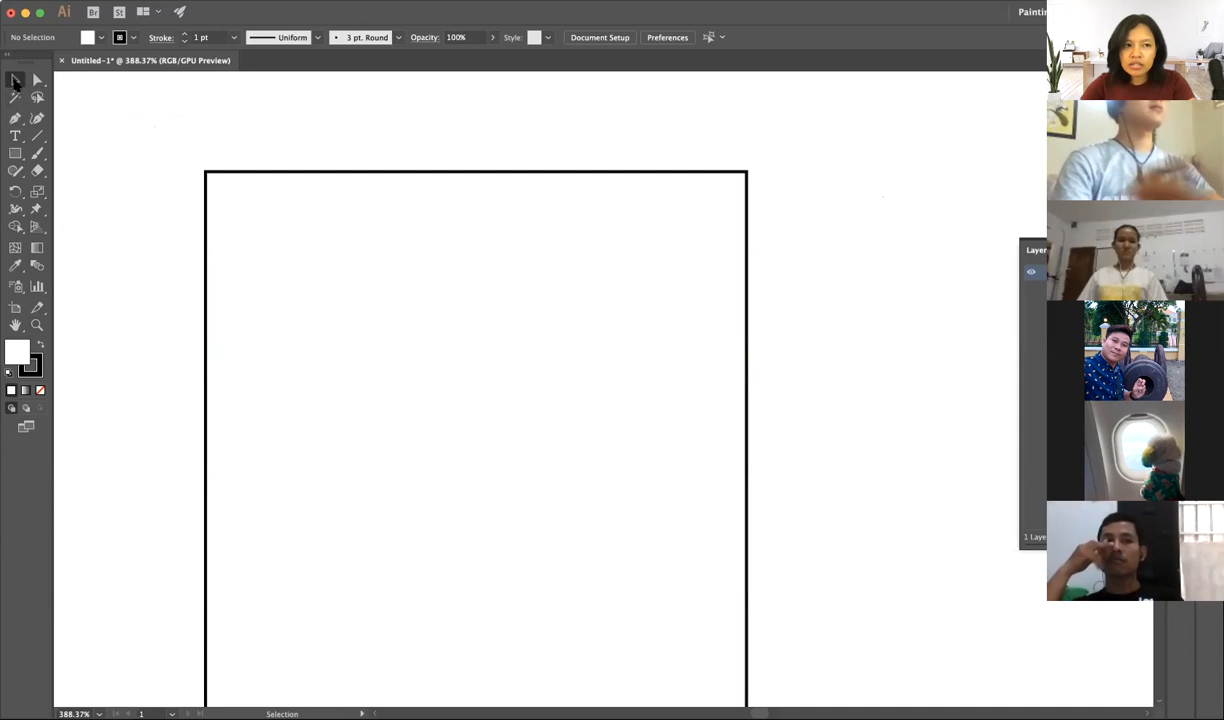 Ai Br St Paintin
No Selection Stroke: 1 pt Uniform 3 pt. Round Opacity: 100% Style: Document Setup Preferences
× Untitled-1* @ 388.37% (RGB/GPU Preview)
T
Layer
1 Laye
388.37% 1 Selection